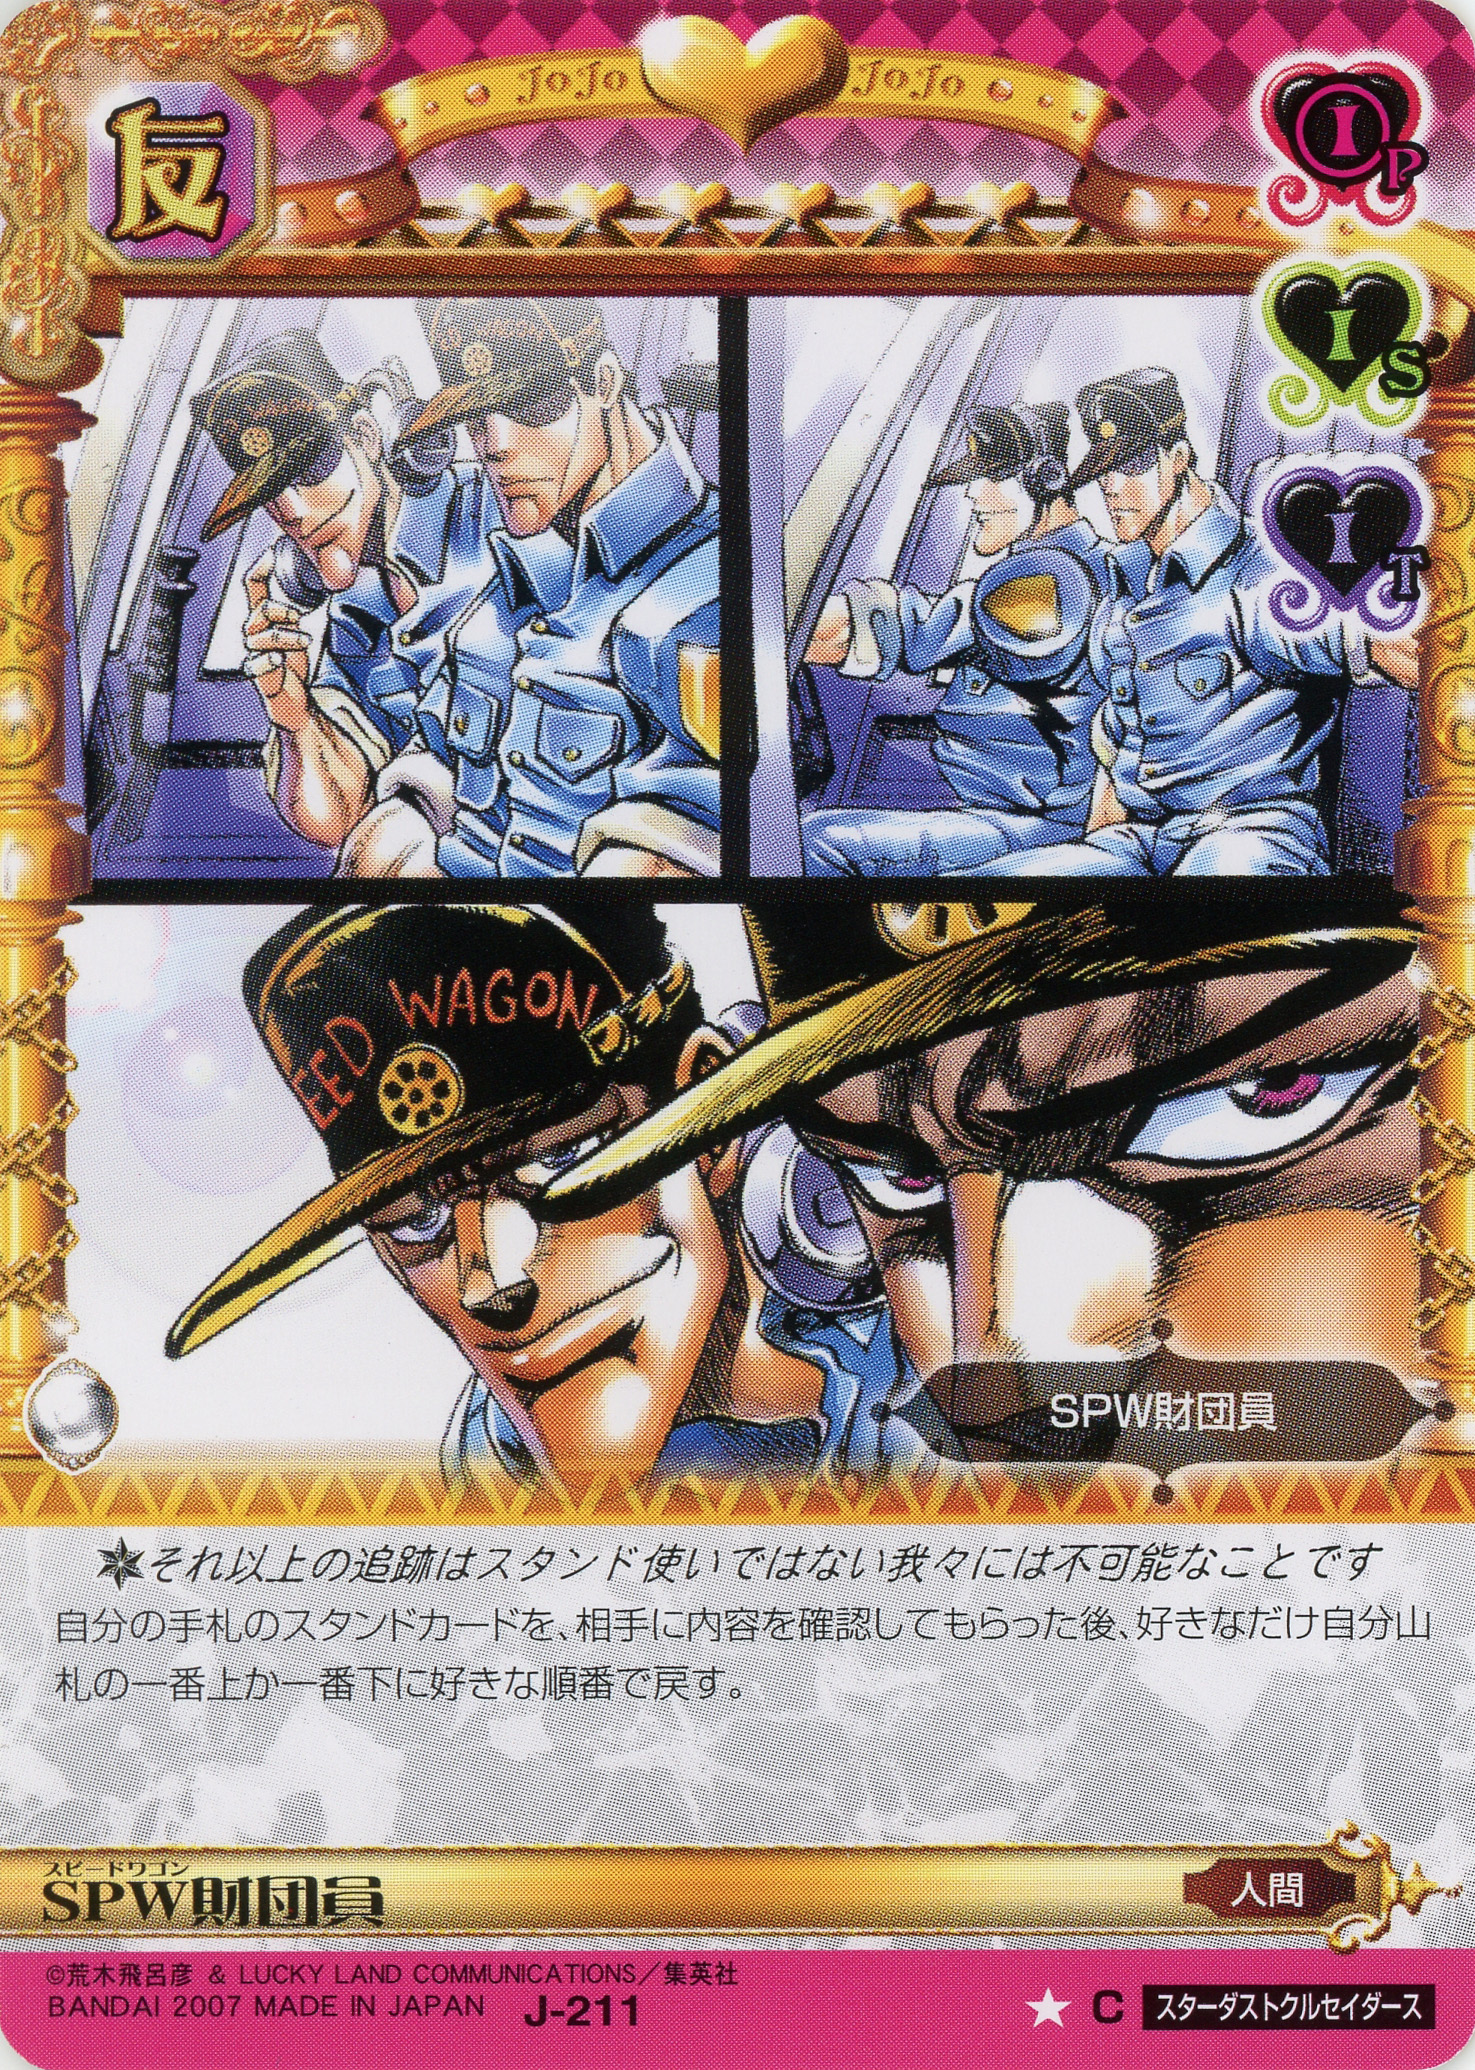 JoJo JoJo
反
I P
I S
I T
EED WAGON
SPW財団員
それ以上の追跡はスタンド使いではない我々には不可能なことです
自分の手札のスタンドカードを、相手に内容を確認してもらった後、好きなだけ自分山
札の一番上か一番下に好きな順番で戻す。
スピードワゴン
SPW財団員
人間
©荒木飛呂彦 & LUCKY LAND COMMUNICATIONS/集英社
BANDAI 2007 MADE IN JAPAN J-211
★ C スターダストクルセイダース